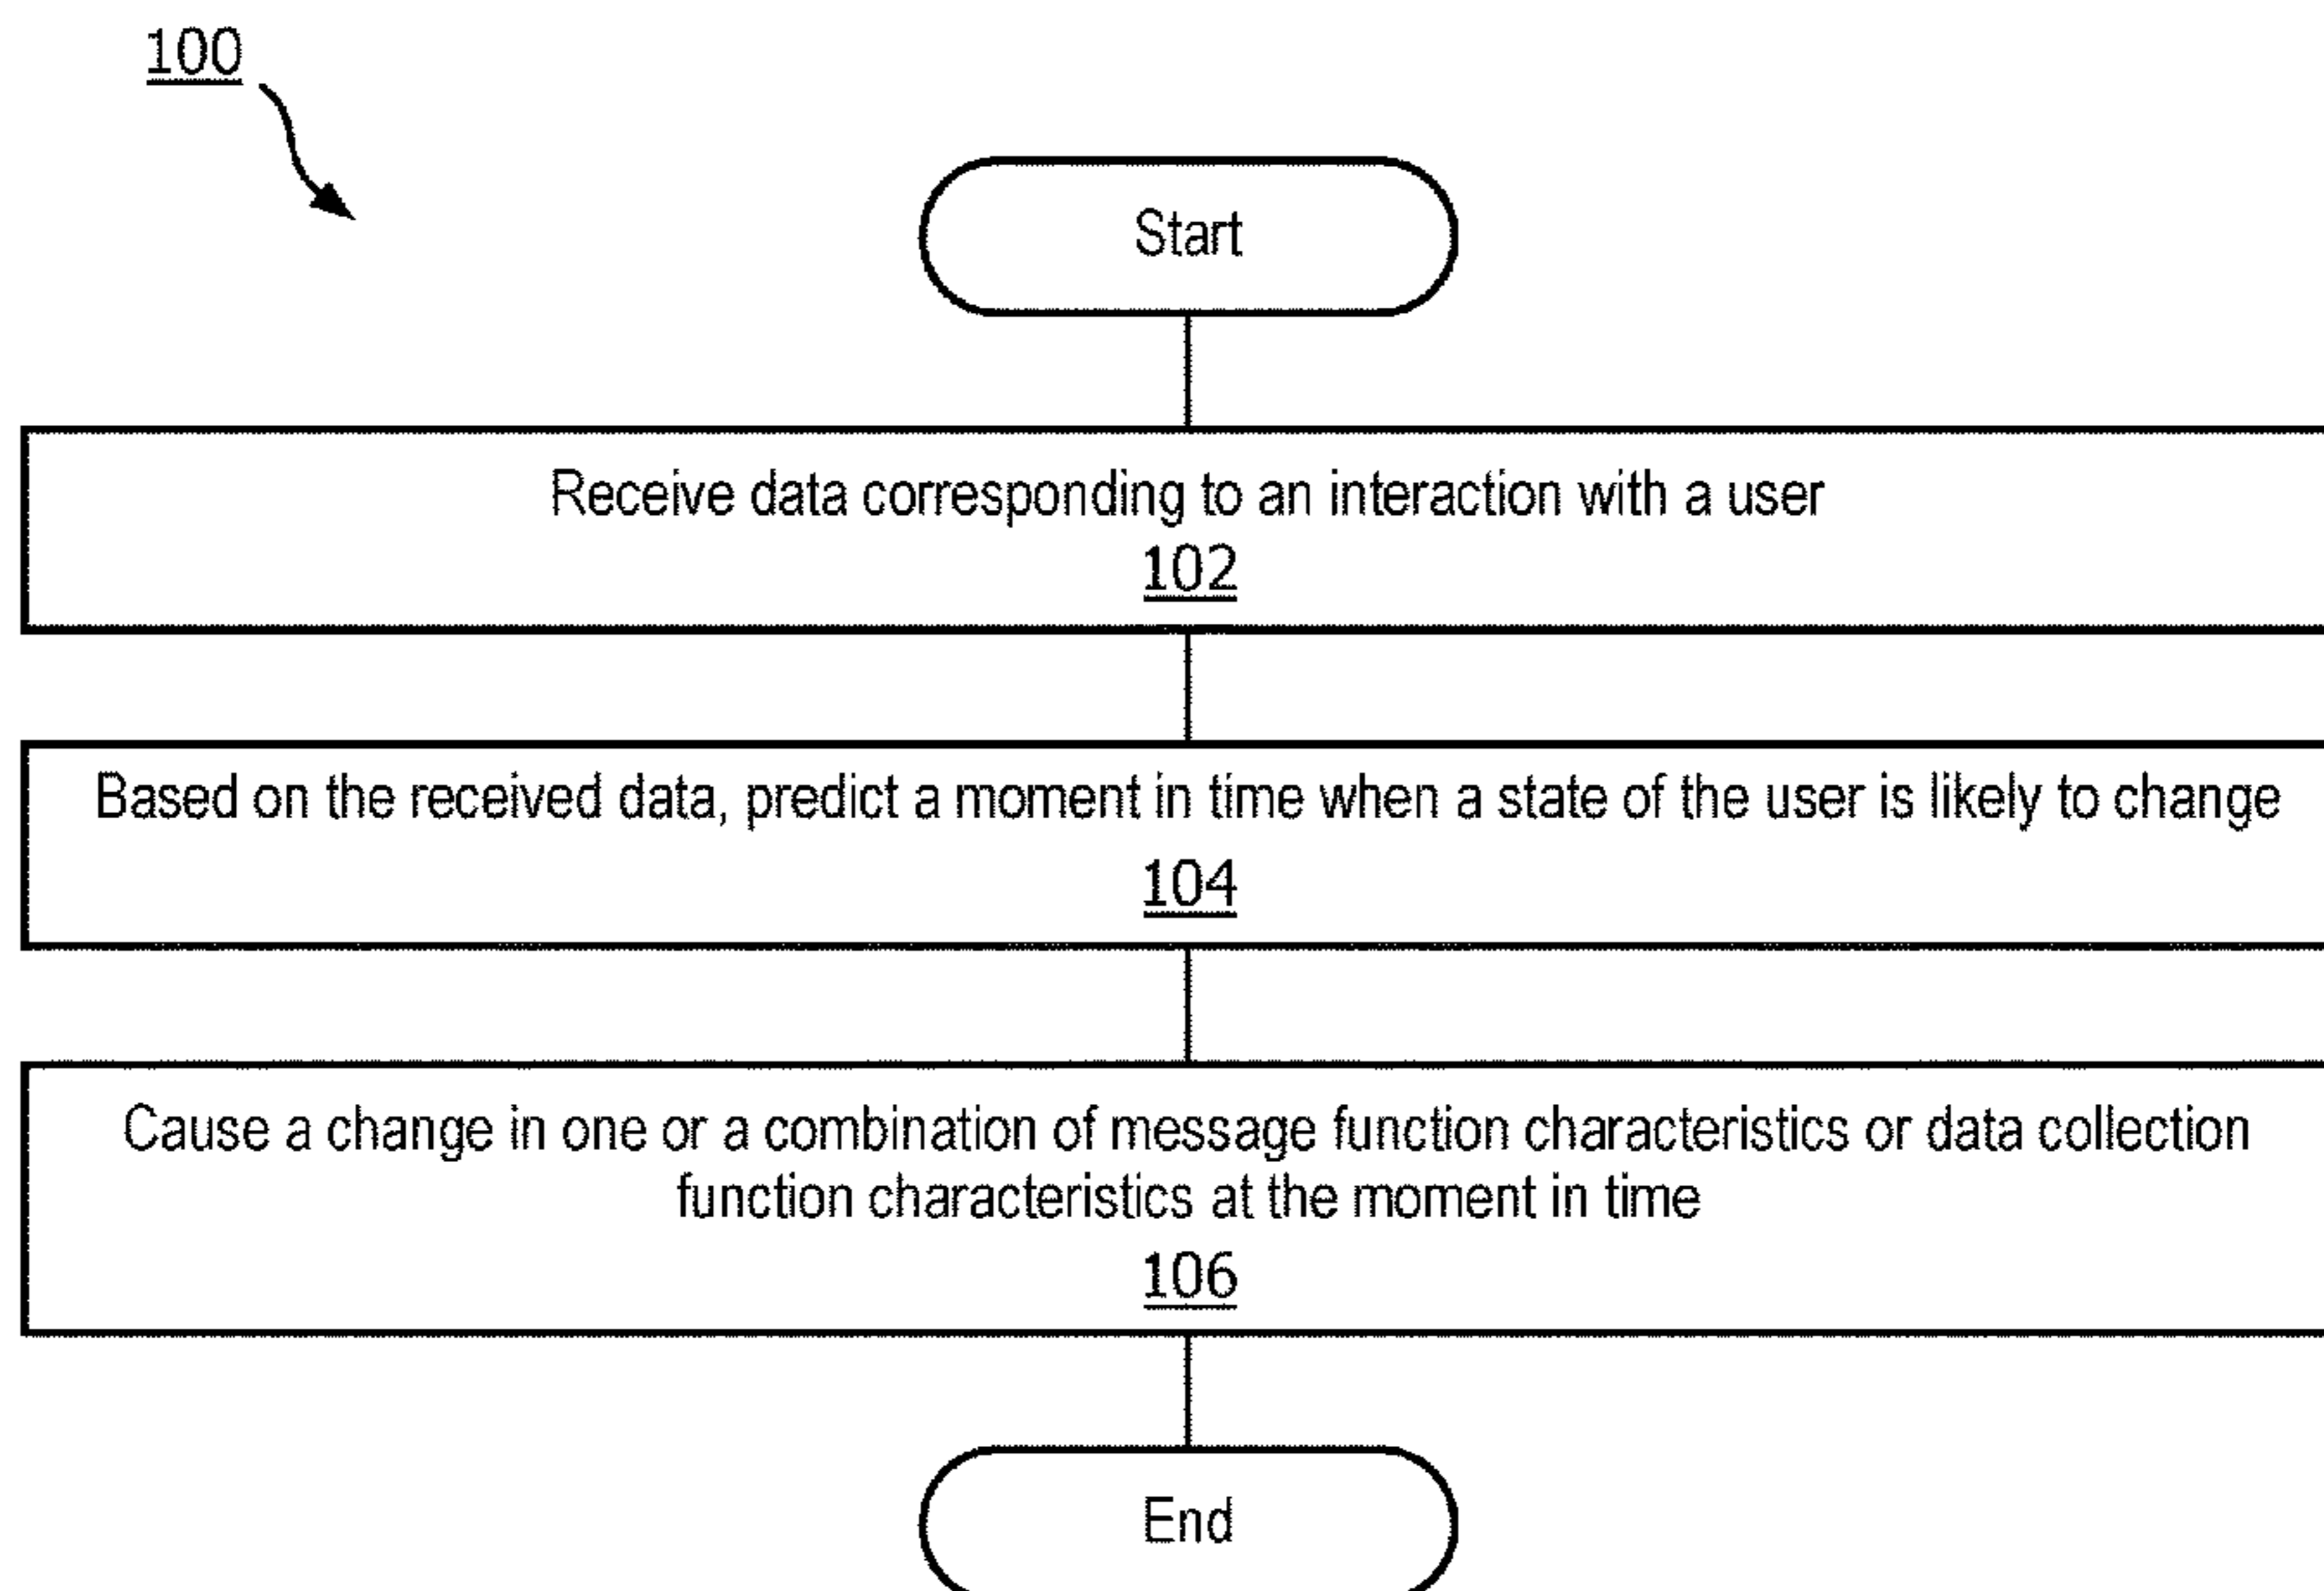 100
Start
Receive data corresponding to an interaction with a user
102
Based on the received data, predict a moment in time when a state of the user is likely to change
104
Cause a change in one or a combination of message function characteristics or data collection
function characteristics at the moment in time
106
End